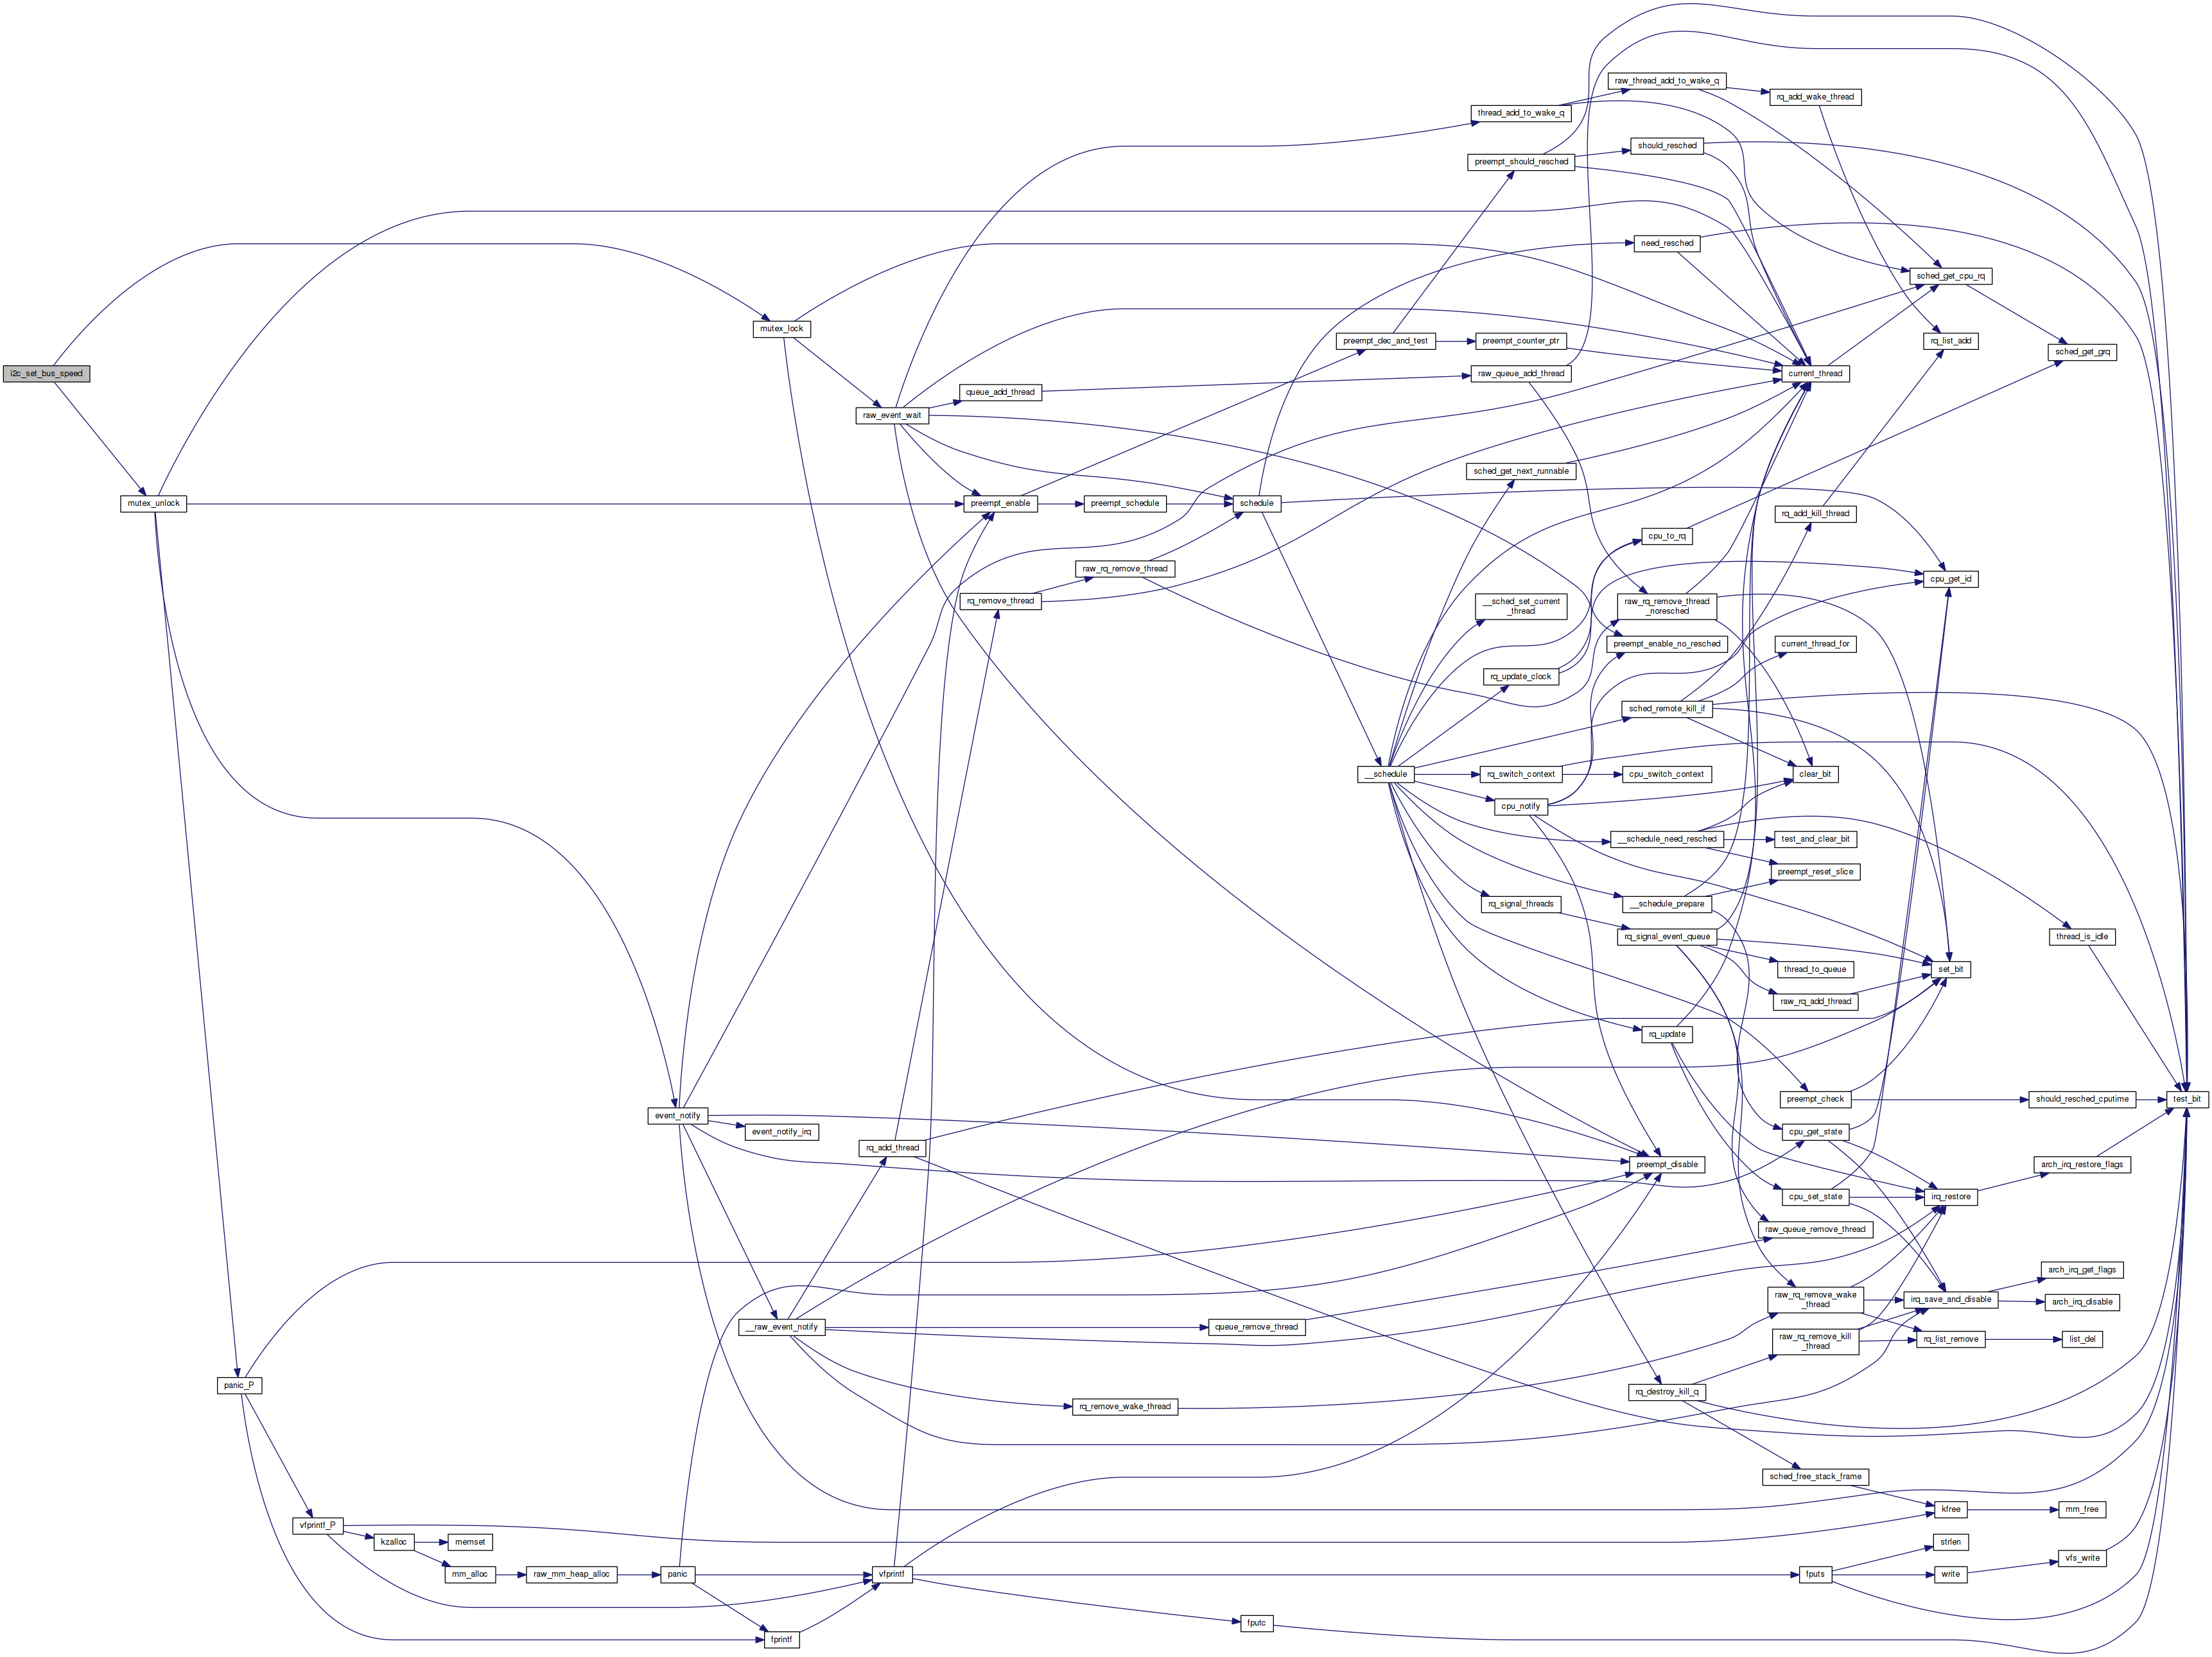 raw_thread_add_to_wake_q
rq_add_wake_thread
thread_add_to_wake_q
should_resched
preempt_should_resched
need_resched
sched_get_cpu_rq
mutex_lock
preempt_dec_and_test
preempt_counter_ptr
rq_list_add
sched_get_grq
i2c_set_bus_speed
raw_queue_add_thread
current_thread
queue_add_thread
raw_event_wait
sched_get_next_runnable
mutex_unlock
preempt_enable
preempt_schedule
schedule
rq_add_kill_thread
cpu_to_rq
raw_rq_remove_thread
cpu_get_id
rq_remove_thread
__sched_set_current
_thread
raw_rq_remove_thread
_noresched
preempt_enable_no_resched
current_thread_for
rq_update_clock
sched_remote_kill_if
__schedule
rq_switch_context
cpu_switch_context
clear_bit
cpu_notify
__schedule_need_resched
test_and_clear_bit
preempt_reset_slice
rq_signal_threads
__schedule_prepare
rq_signal_event_queue
thread_is_idle
thread_to_queue
set_bit
raw_rq_add_thread
rq_update
preempt_check
should_resched_cputime
test_bit
event_notify
event_notify_irq
cpu_get_state
rq_add_thread
preempt_disable
arch_irq_restore_flags
cpu_set_state
irq_restore
raw_queue_remove_thread
arch_irq_get_flags
raw_rq_remove_wake
_thread
irq_save_and_disable
arch_irq_disable
__raw_event_notify
queue_remove_thread
raw_rq_remove_kill
_thread
rq_list_remove
list_del
panic_P
rq_destroy_kill_q
rq_remove_wake_thread
sched_free_stack_frame
kfree
mm_free
vfprintf_P
kzalloc
memset
strlen
vfs_write
mm_alloc
raw_mm_heap_alloc
panic
vfprintf
fputs
write
fputc
fprintf